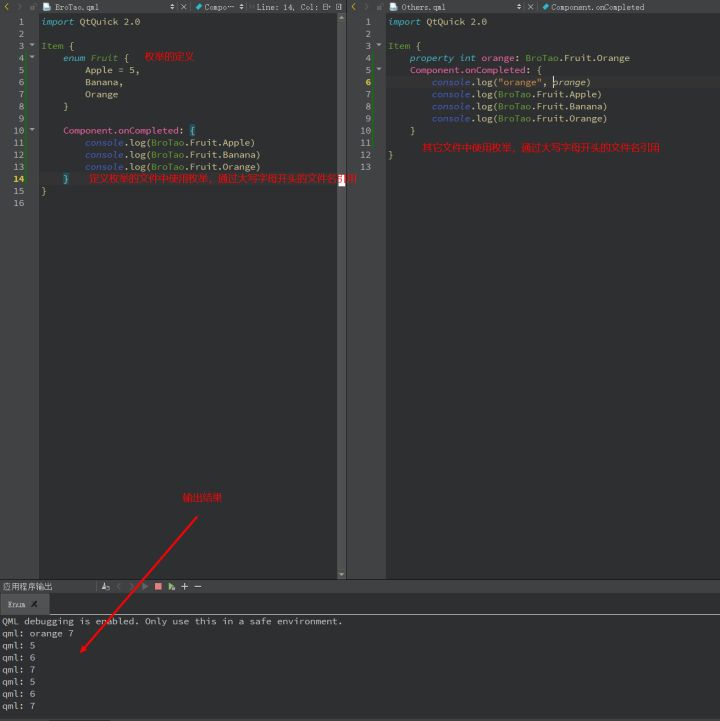 BroTao.qml
Compo…
Line: 14, Col:
1 import QtQuick 2.0
2
3 Item {
4 enum Fruit { 枚举的定义
5 Apple = 5,
6 Banana,
7 Orange
8 }
9
10 Component.onCompleted: {
11 console.log(BroTao.Fruit.Apple)
12 console.log(BroTao.Fruit.Banana)
13 console.log(BroTao.Fruit.Orange)
14 } 定义枚举的文件中使用枚举，通过大写字母开头的文件名引用
15 }
16
Others.qml
Component.onCompleted
1 import QtQuick 2.0
2
3 Item {
4 property int orange: BroTao.Fruit.Orange
5 Component.onCompleted: {
6 console.log("orange", orange)
7 console.log(BroTao.Fruit.Apple)
8 console.log(BroTao.Fruit.Banana)
9 console.log(BroTao.Fruit.Orange)
10 }
11 其它文件中使用枚举，通过大写字母开头的文件名引用
12 }
13
输出结果
应用程序输出
Enum
QML debugging is enabled. Only use this in a safe environment.
qml: orange 7
qml: 5
qml: 6
qml: 7
qml: 5
qml: 6
qml: 7